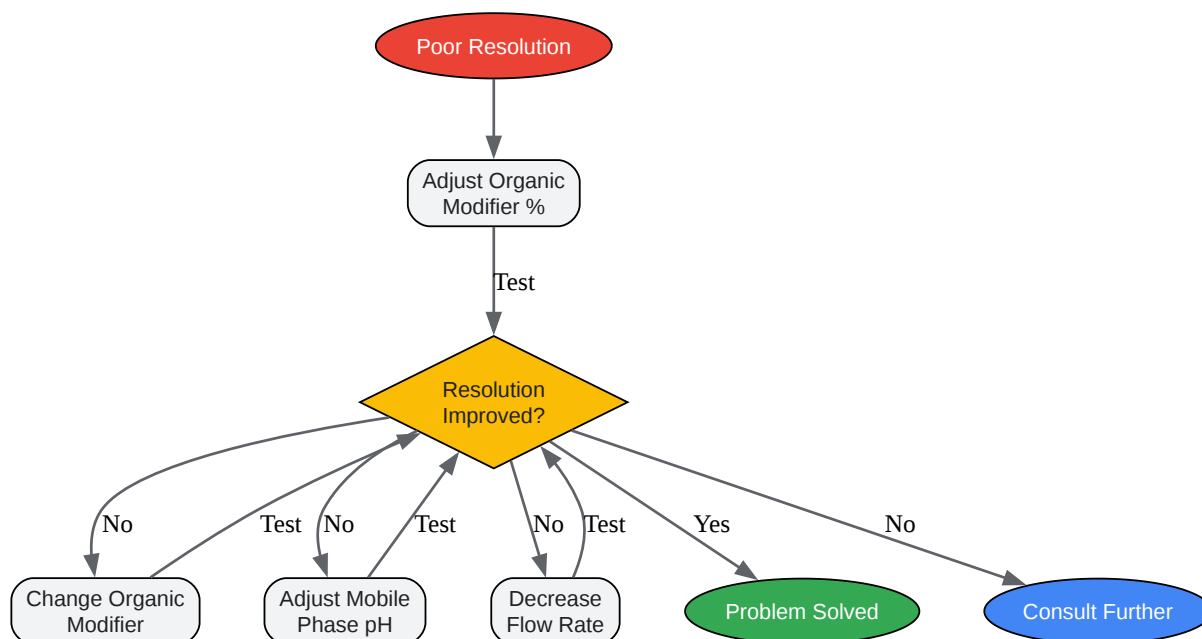 Poor Resolution
Adjust Organic
Modifier %
Test
Resolution
Improved?
No
Test
No
Test
No
Test
Yes
No
Change Organic
Modifier
Adjust Mobile
Phase pH
Decrease
Flow Rate
Problem Solved
Consult Further